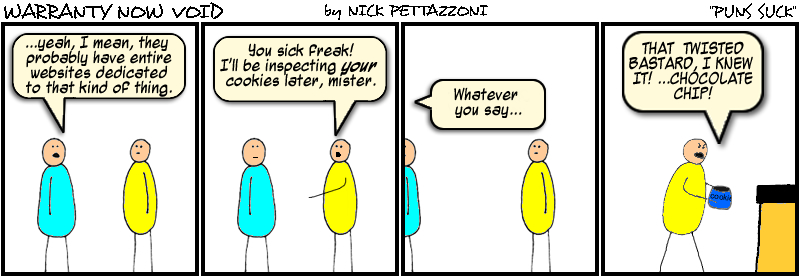 WARRANTY NOW VOID
by NICK PETTAZZONI
"PUNS SUCK"
...yeah, I mean, they
probably have entire
websites dedicated
to that kind of thing.
You sick freak!
I'll be inspecting your
cookies later, mister.
Whatever
you say...
THAT TWISTED
BASTARD, I KNEW
IT! ...CHOCOLATE
CHIP!
cookie